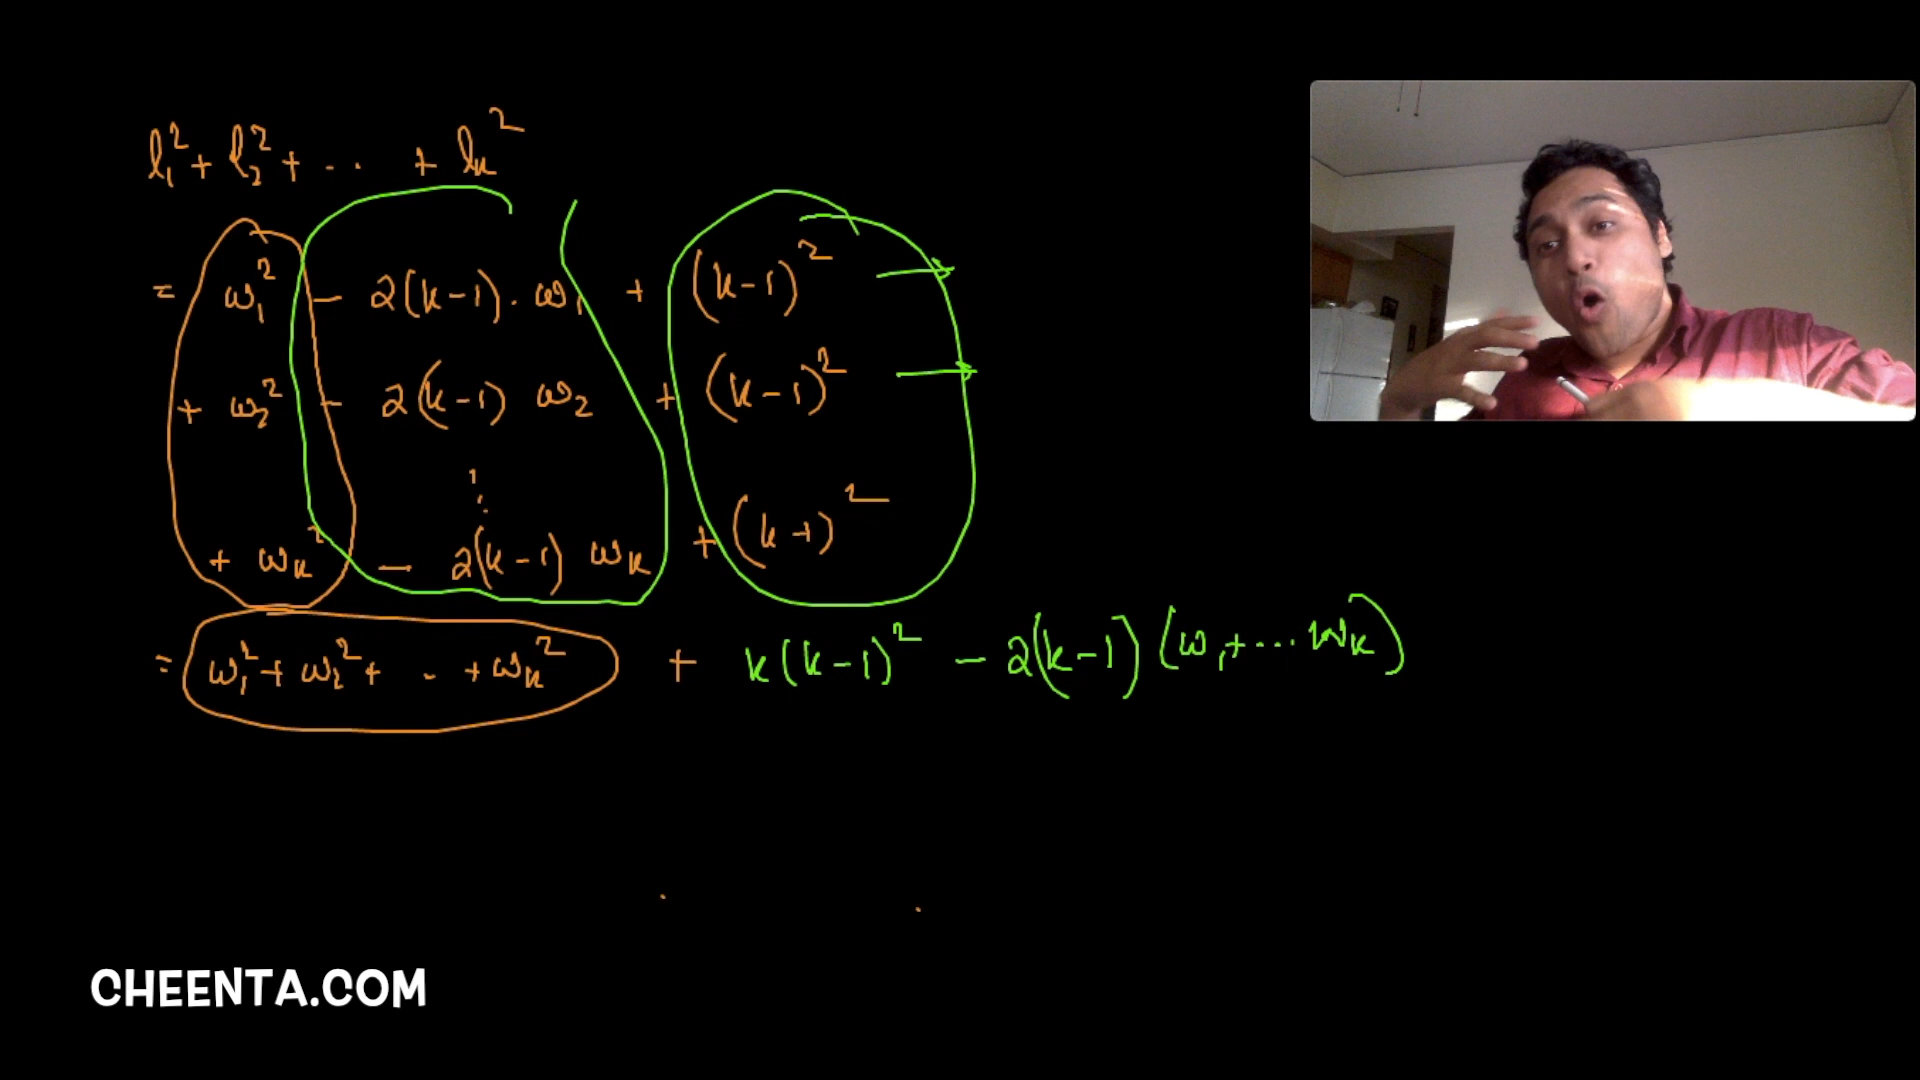 l₁² + l₂² + .. + lₖ²
= ω₁² - 2(k-1). ω₁ + (k-1)²
+ ω₂² - 2(k-1) ω₂ + (k-1)²
⋮
+ ωₖ² - 2(k-1) ωₖ + (k-1)²
= ω₁² + ω₂² + .. + ωₖ² + k(k-1)² - 2(k-1) (ω₁ + ... ωₖ)
CHEENTA.COM